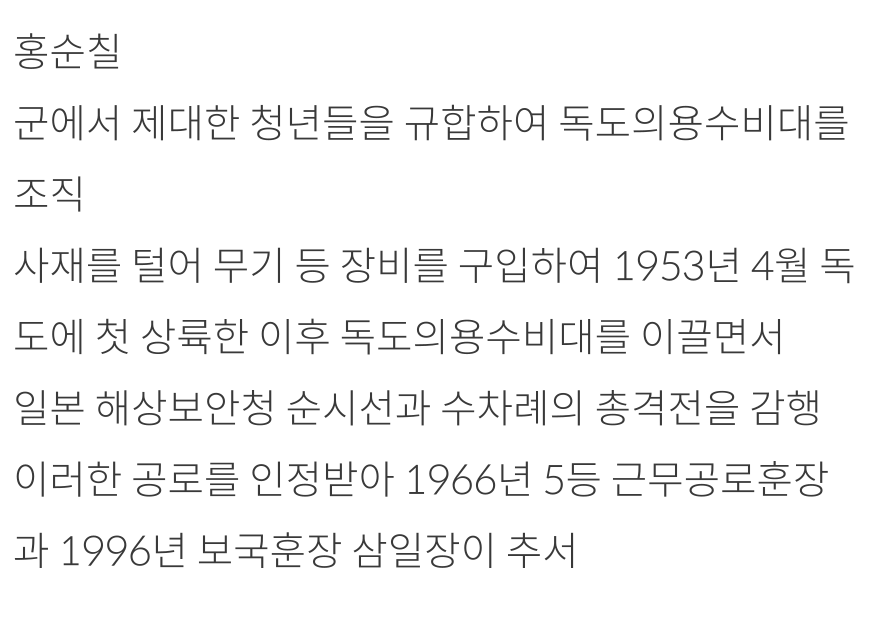 홍순칠
군에서 제대한 청년들을 규합하여 독도의용수비대를
조직
사재를 털어 무기 등 장비를 구입하여 1953년 4월 독
도에 첫 상륙한 이후 독도의용수비대를 이끌면서
일본 해상보안청 순시선과 수차례의 총격전을 감행
이러한 공로를 인정받아 1966년 5등 근무공로훈장
과 1996년 보국훈장 삼일장이 추서